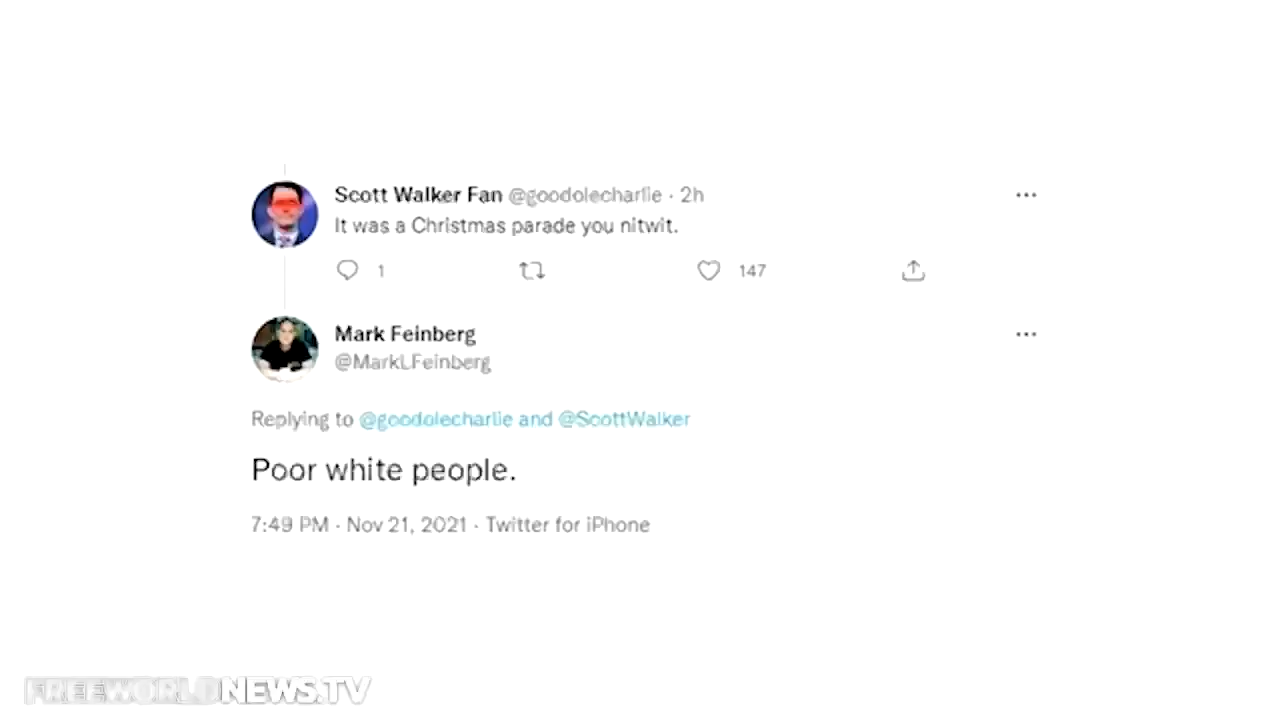 Scott Walker Fan @goodolecharlie · 2h
It was a Christmas parade you nitwit.
1 147
Mark Feinberg
@MarkLFeinberg
Replying to @goodolecharlie and @ScottWalker
Poor white people.
7:49 PM · Nov 21, 2021 · Twitter for iPhone
FREEWORLDNEWS.TV